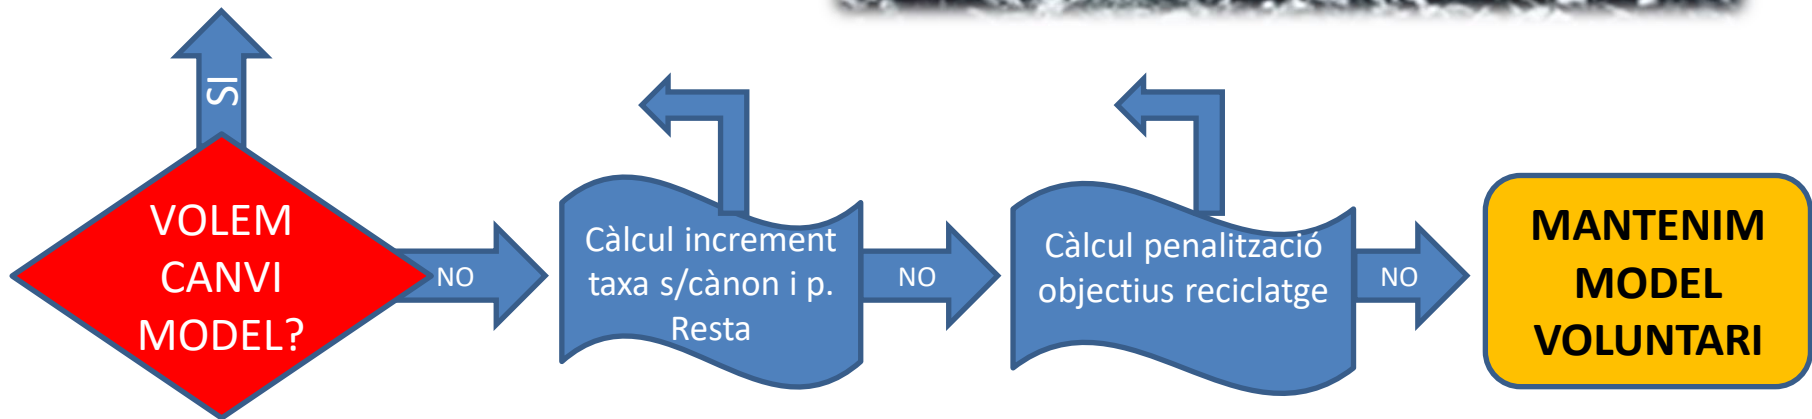 SI
VOLEM
CANVI
MODEL?
NO
Càlcul increment
taxa s/cànon i p.
Resta
NO
Càlcul penalització
objectius reciclatge
NO
MANTENIM
MODEL
VOLUNTARI